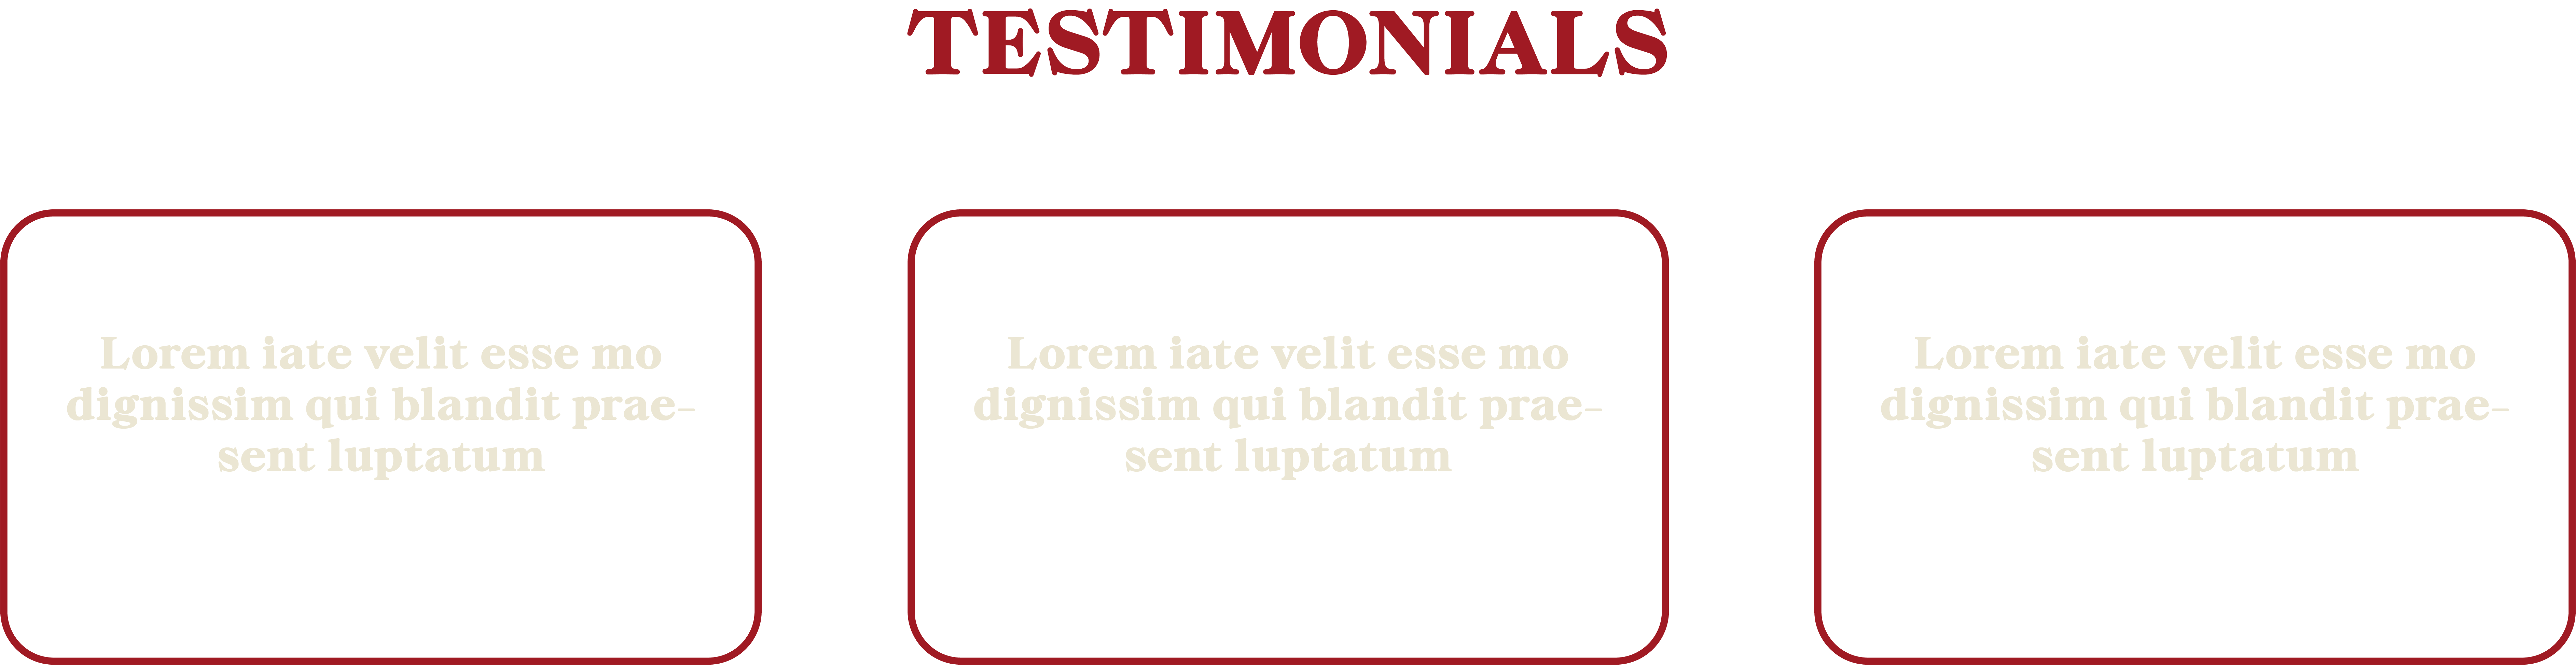 TESTIMONIALS
Lorem iate velit esse mo
dignissim qui blandit prae-
sent luptatum
Lorem iate velit esse mo
dignissim qui blandit prae-
sent luptatum
Lorem iate velit esse mo
dignissim qui blandit prae-
sent luptatum